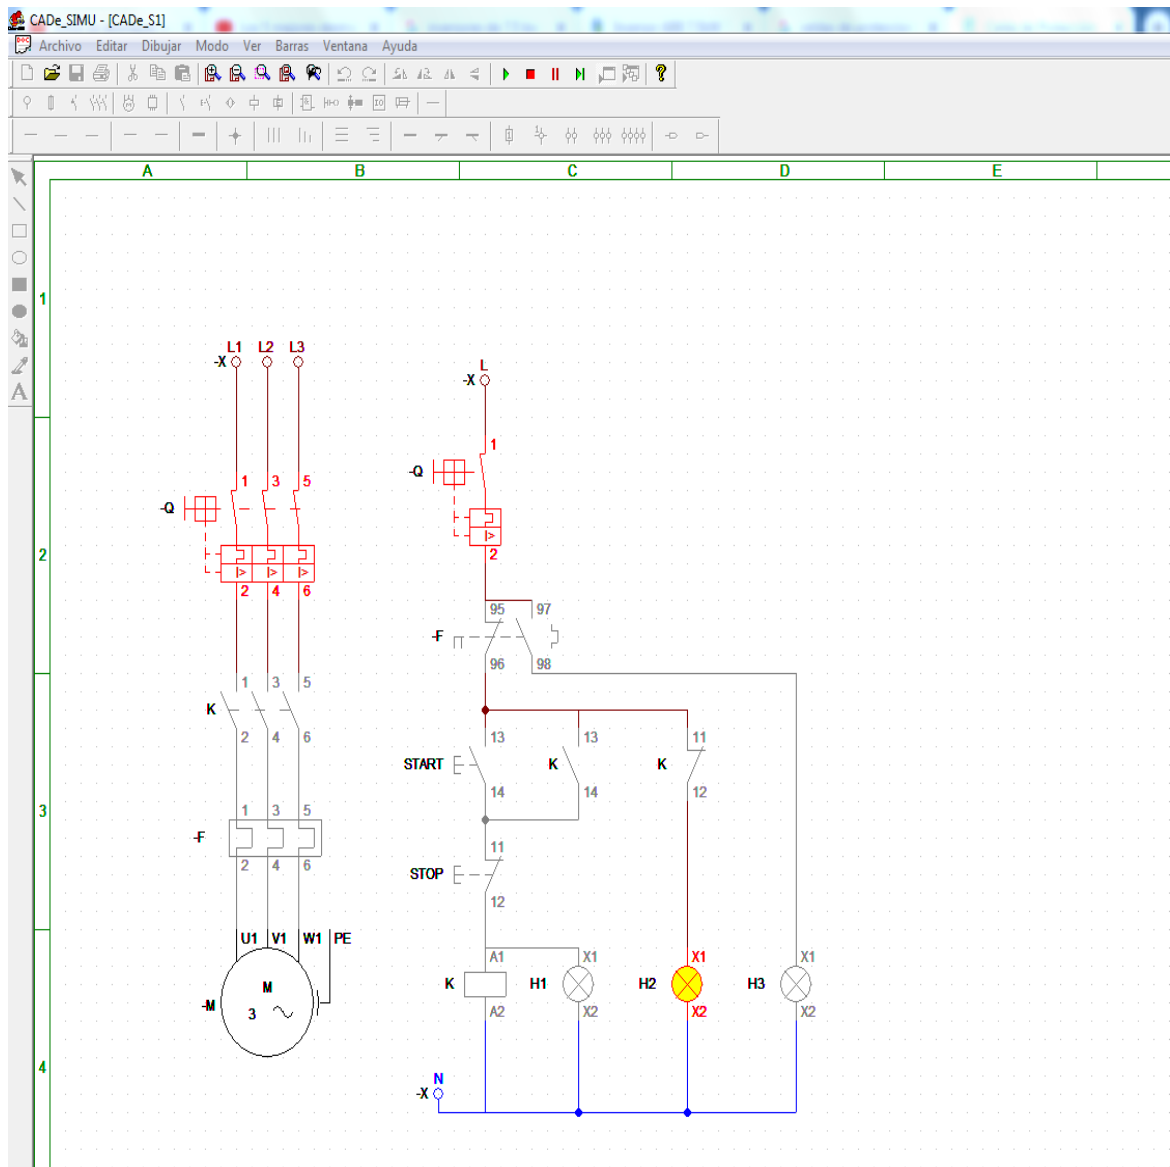 CADe_SIMU - [CADe_S1]
Archivo Editar Dibujar Modo Ver Barras Ventana Ayuda
A B C D E
1
L1 L2 L3
-X
L
-X
1
-Q
1 3 5
-Q
2
2
2 4 6
95 97
-F
96 98
1 3 5
K
2 4 6
13 13 11
START K K
14 14 12
3
1 3 5
-F
2 4 6
11
STOP
12
U1 V1 W1 PE
A1 X1 X1 X1
K H1 H2 H3
A2 X2 X2 X2
M
-M
3
4
N
-X